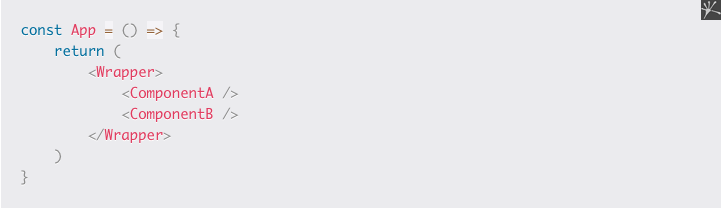 const App = () => {
    return (
        <Wrapper>
            <ComponentA />
            <ComponentB />
        </Wrapper>
    )
}